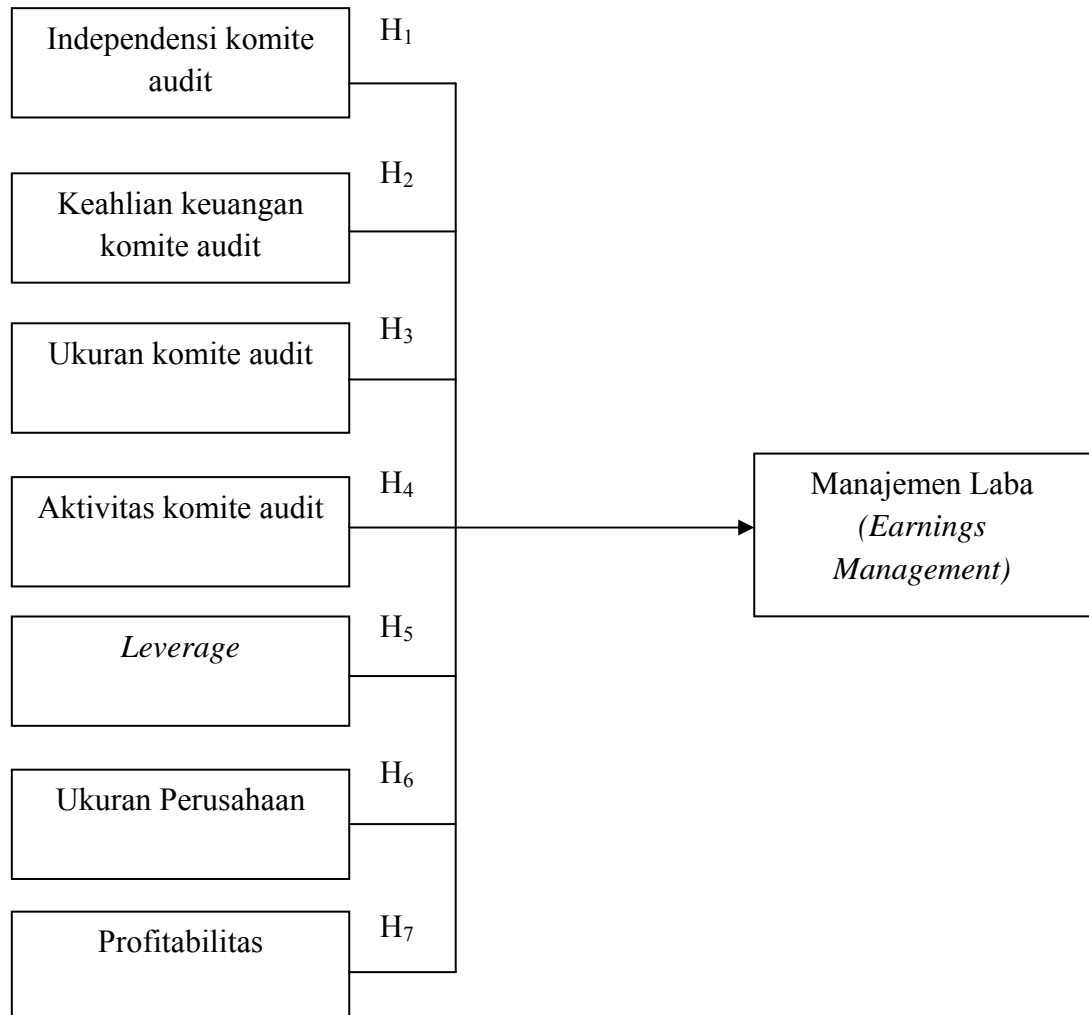 Independensi komite
audit
H₁
Keahlian keuangan
komite audit
H₂
Ukuran komite audit
H₃
Aktivitas komite audit
H₄
Leverage
H₅
Ukuran Perusahaan
H₆
Profitabilitas
H₇
Manajemen Laba
(Earnings
Management)